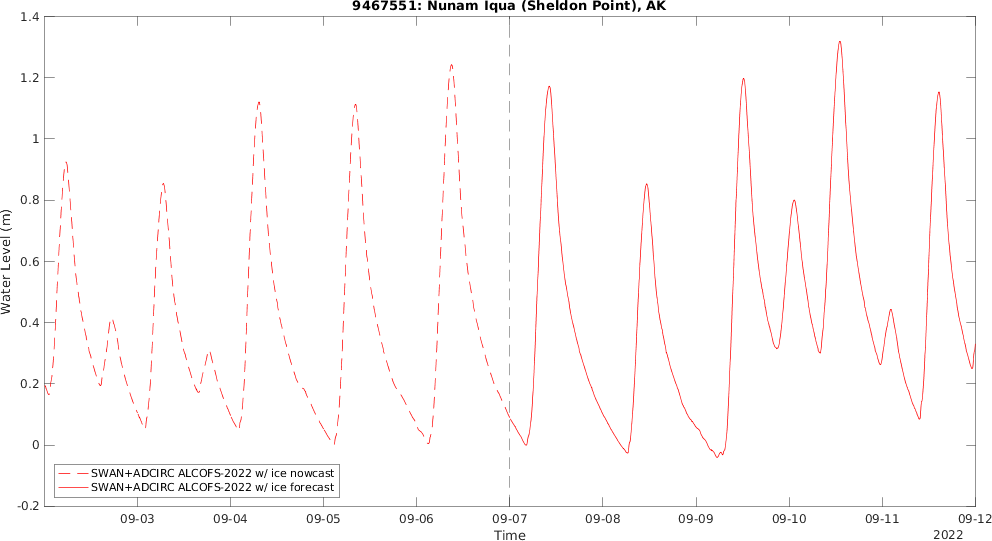 9467551: Nunam Iqua (Sheldon Point), AK
1.4
1.2
1
0.8
0.6
0.4
0.2
0
-0.2
Water Level (m)
SWAN+ADCIRC ALCOFS-2022 w/ ice nowcast
SWAN+ADCIRC ALCOFS-2022 w/ ice forecast
09-03 09-04 09-05 09-06 09-07 09-08 09-09 09-10 09-11 09-12
Time
2022